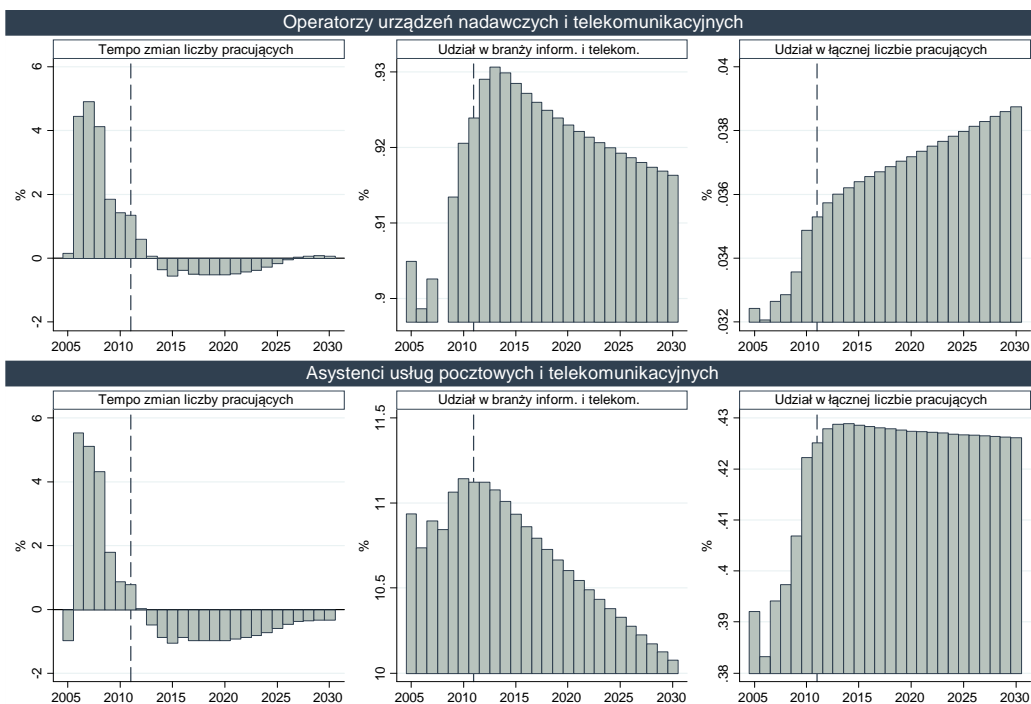 Operatorzy urządzeń nadawczych i telekomunikacyjnych
Tempo zmian liczby pracujących
Udział w branży inform. i telekom.
Udział w łącznej liczbie pracujących
6
4
2
0
-2
%
2005 2010 2015 2020 2025 2030
.93
.92
.91
.9
%
2005 2010 2015 2020 2025 2030
.04
.038
.036
.034
.032
%
2005 2010 2015 2020 2025 2030
Asystenci usług pocztowych i telekomunikacyjnych
Tempo zmian liczby pracujących
Udział w branży inform. i telekom.
Udział w łącznej liczbie pracujących
6
4
2
0
-2
%
2005 2010 2015 2020 2025 2030
11.5
11
10.5
10
%
2005 2010 2015 2020 2025 2030
.43
.42
.41
.4
.39
.38
%
2005 2010 2015 2020 2025 2030